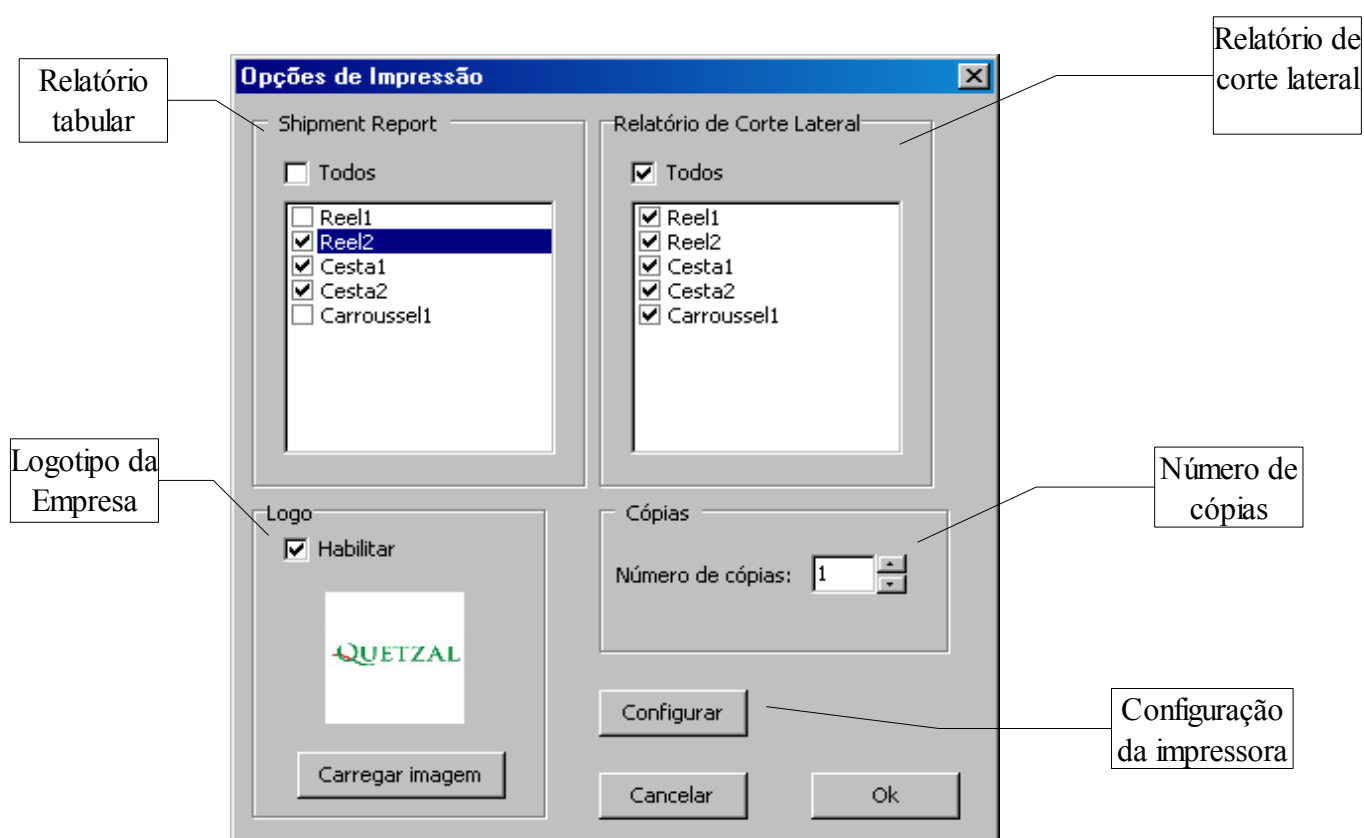 Relatório de
corte lateral
Relatório
tabular
Opções de Impressão
Shipment Report
Todos
Reel1
Reel2
Cesta1
Cesta2
Carroussel1
Relatório de Corte Lateral
Todos
Reel1
Reel2
Cesta1
Cesta2
Carroussel1
Logotipo da
Empresa
Logo
Habilitar
QUETZAL
Carregar imagem
Cópias
Número de cópias: 1
Número de
cópias
Configurar
Configuração
da impressora
Cancelar
Ok